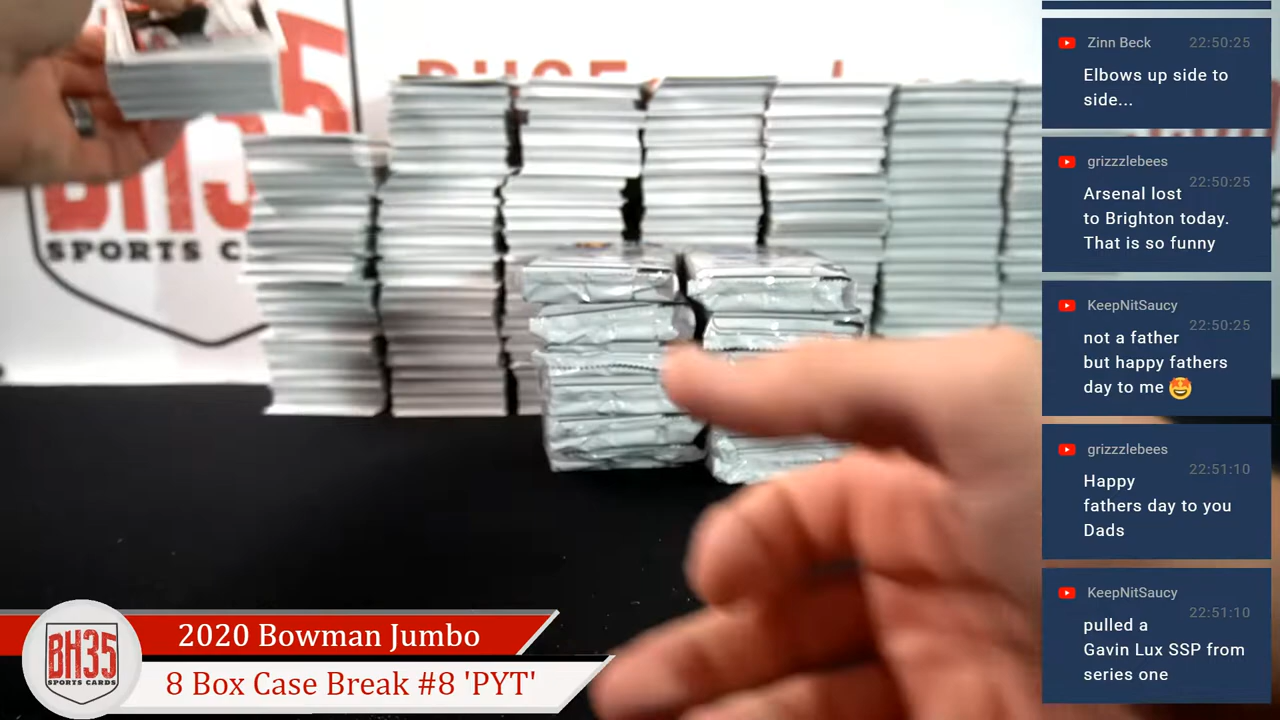 BH35
SPORTS CA
Zinn Beck
22:50:25
Elbows up side to
side...
grizzzlebees
22:50:25
Arsenal lost
to Brighton today.
That is so funny
KeepNitSaucy
22:50:25
not a father
but happy fathers
day to me 🤩
grizzzlebees
22:51:10
Happy
fathers day to you
Dads
KeepNitSaucy
22:51:10
pulled a
Gavin Lux SSP from
series one
BH35
SPORTS CARDS
2020 Bowman Jumbo
8 Box Case Break #8 'PYT'